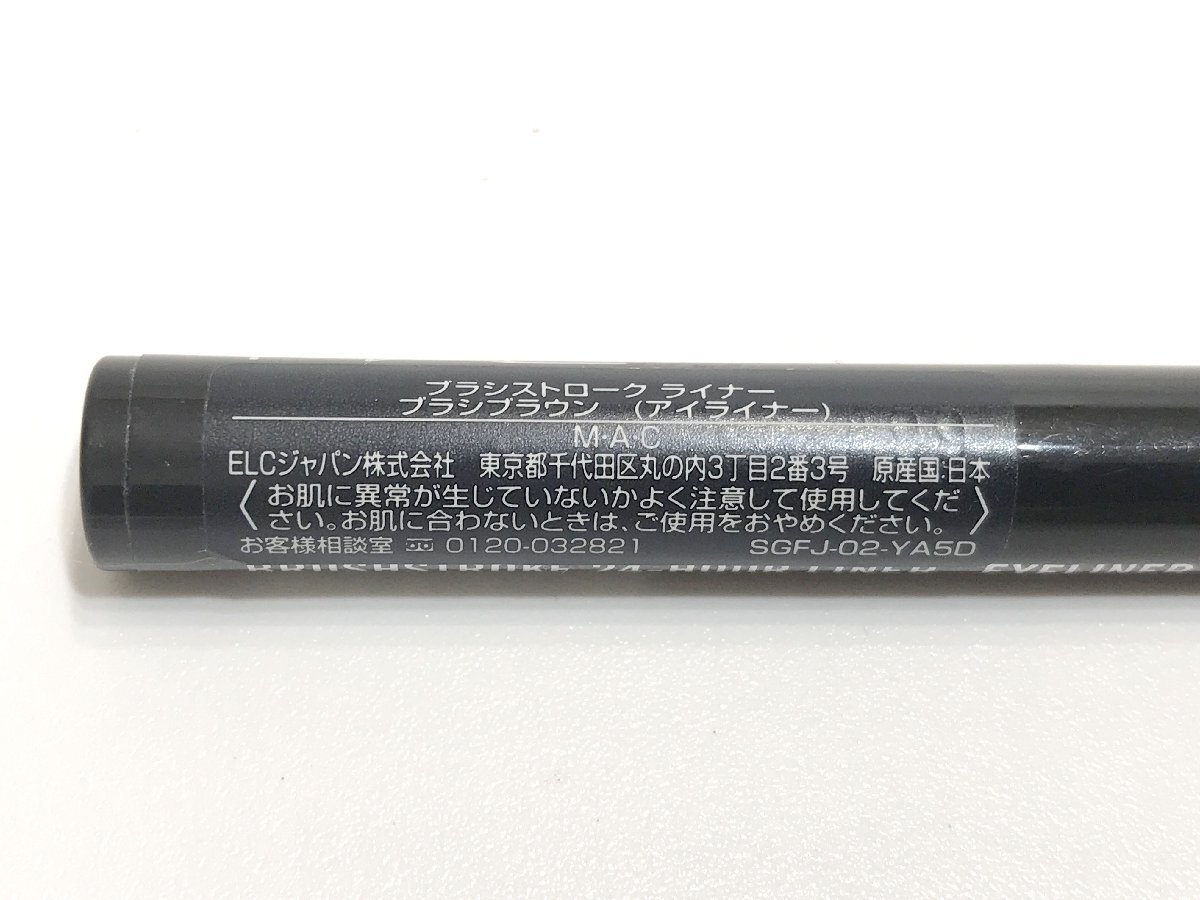 ブラシストローク ライナー
ブラシブラウン （アイライナー）
M・A・C
ELCジャパン株式会社 東京都千代田区丸の内3丁目2番3号 原産国:日本
〈お肌に異常が生じていないかよく注意して使用してくだ
さい。お肌に合わないときは、ご使用をおやめください。〉
お客様相談室 0120-032821 SGFJ-02-YA5D
BRUSHSTROKE 24 HOUR LINER EYELINER